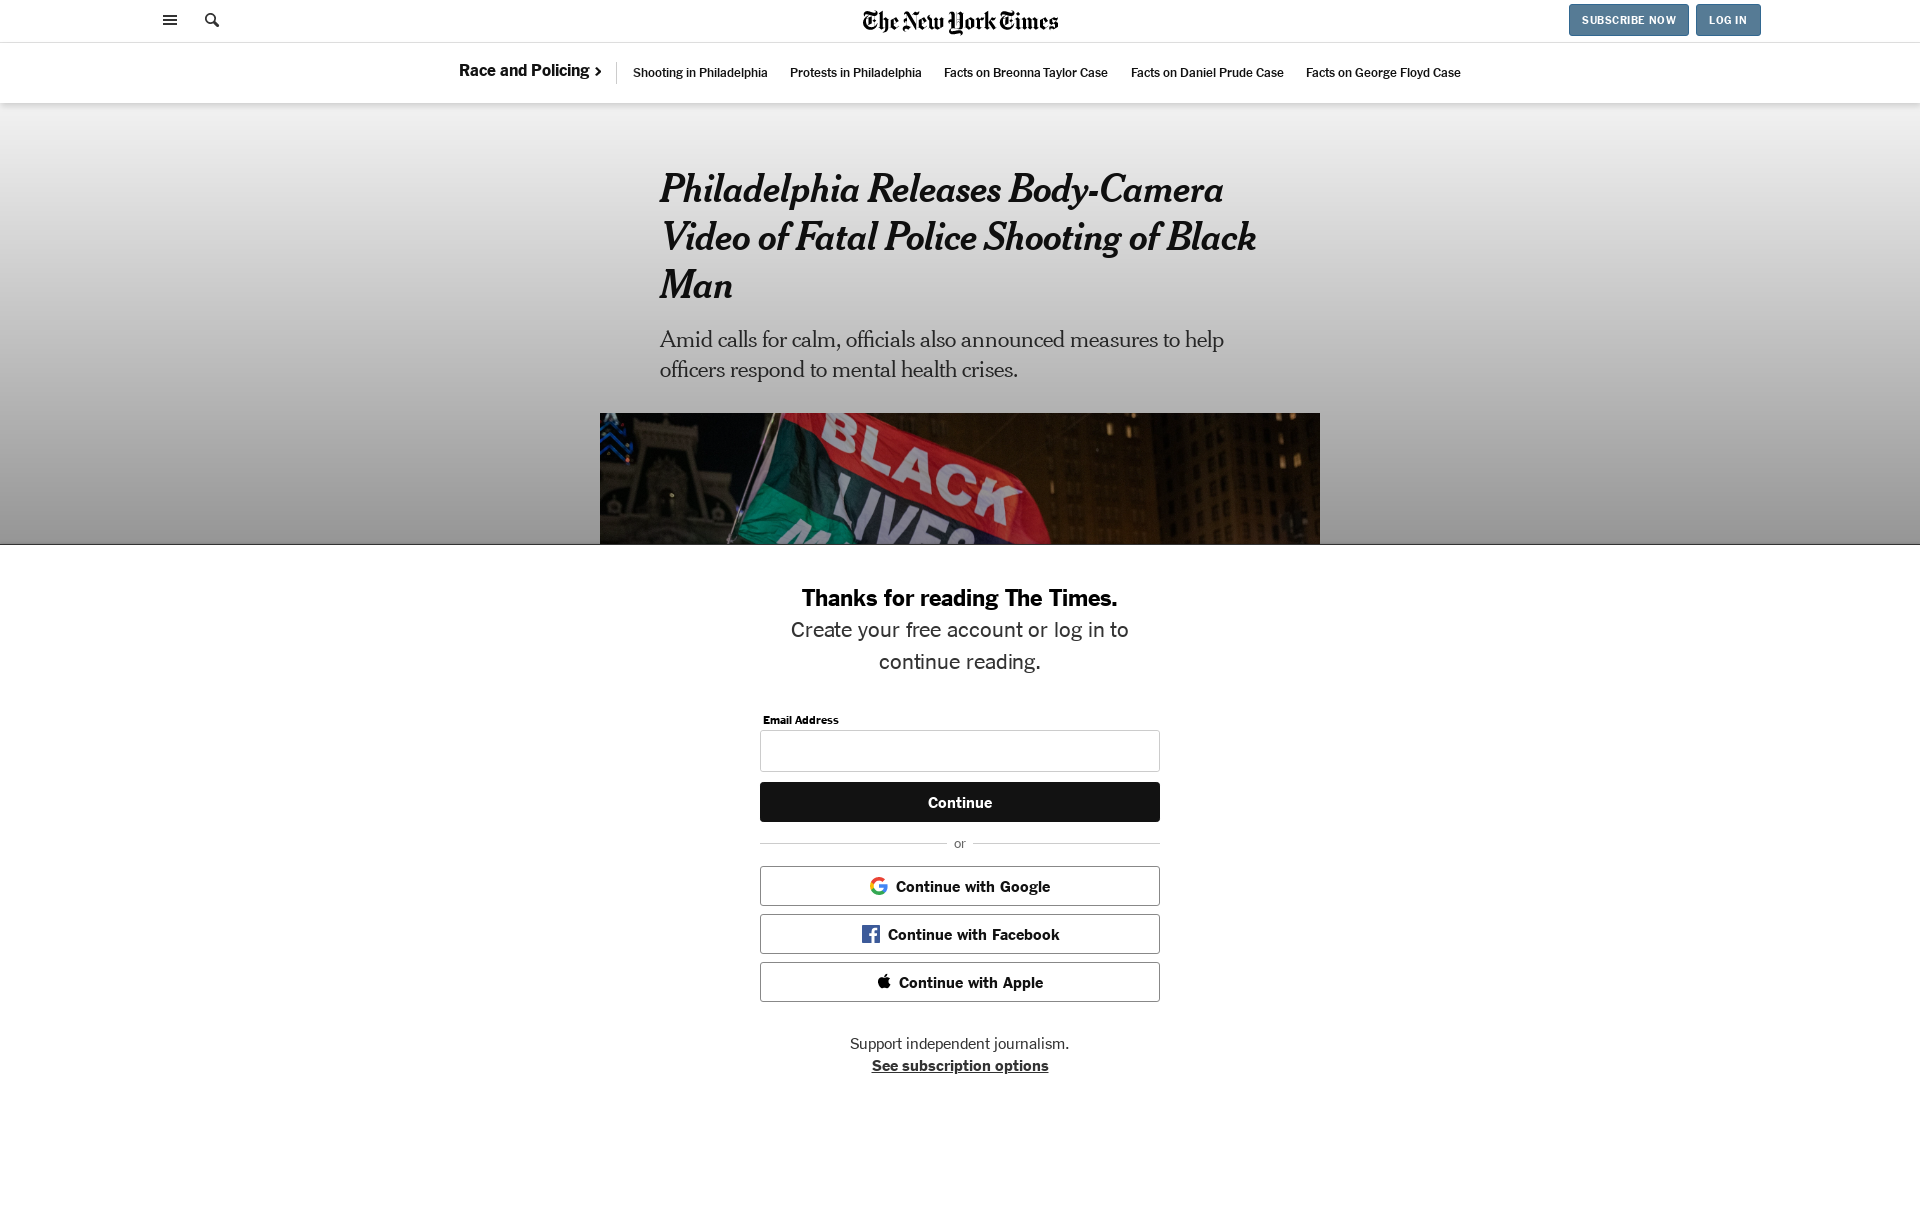 The New York Times
SUBSCRIBE NOW
LOG IN
Race and Policing
Shooting in Philadelphia
Protests in Philadelphia
Facts on Breonna Taylor Case
Facts on Daniel Prude Case
Facts on George Floyd Case
Philadelphia Releases Body-Camera
Video of Fatal Police Shooting of Black
Man
Amid calls for calm, officials also announced measures to help
officers respond to mental health crises.
BLACK
LIVES
Thanks for reading The Times.
Create your free account or log in to
continue reading.
Email Address
Continue
or
Continue with Google
Continue with Facebook
Continue with Apple
Support independent journalism.
See subscription options